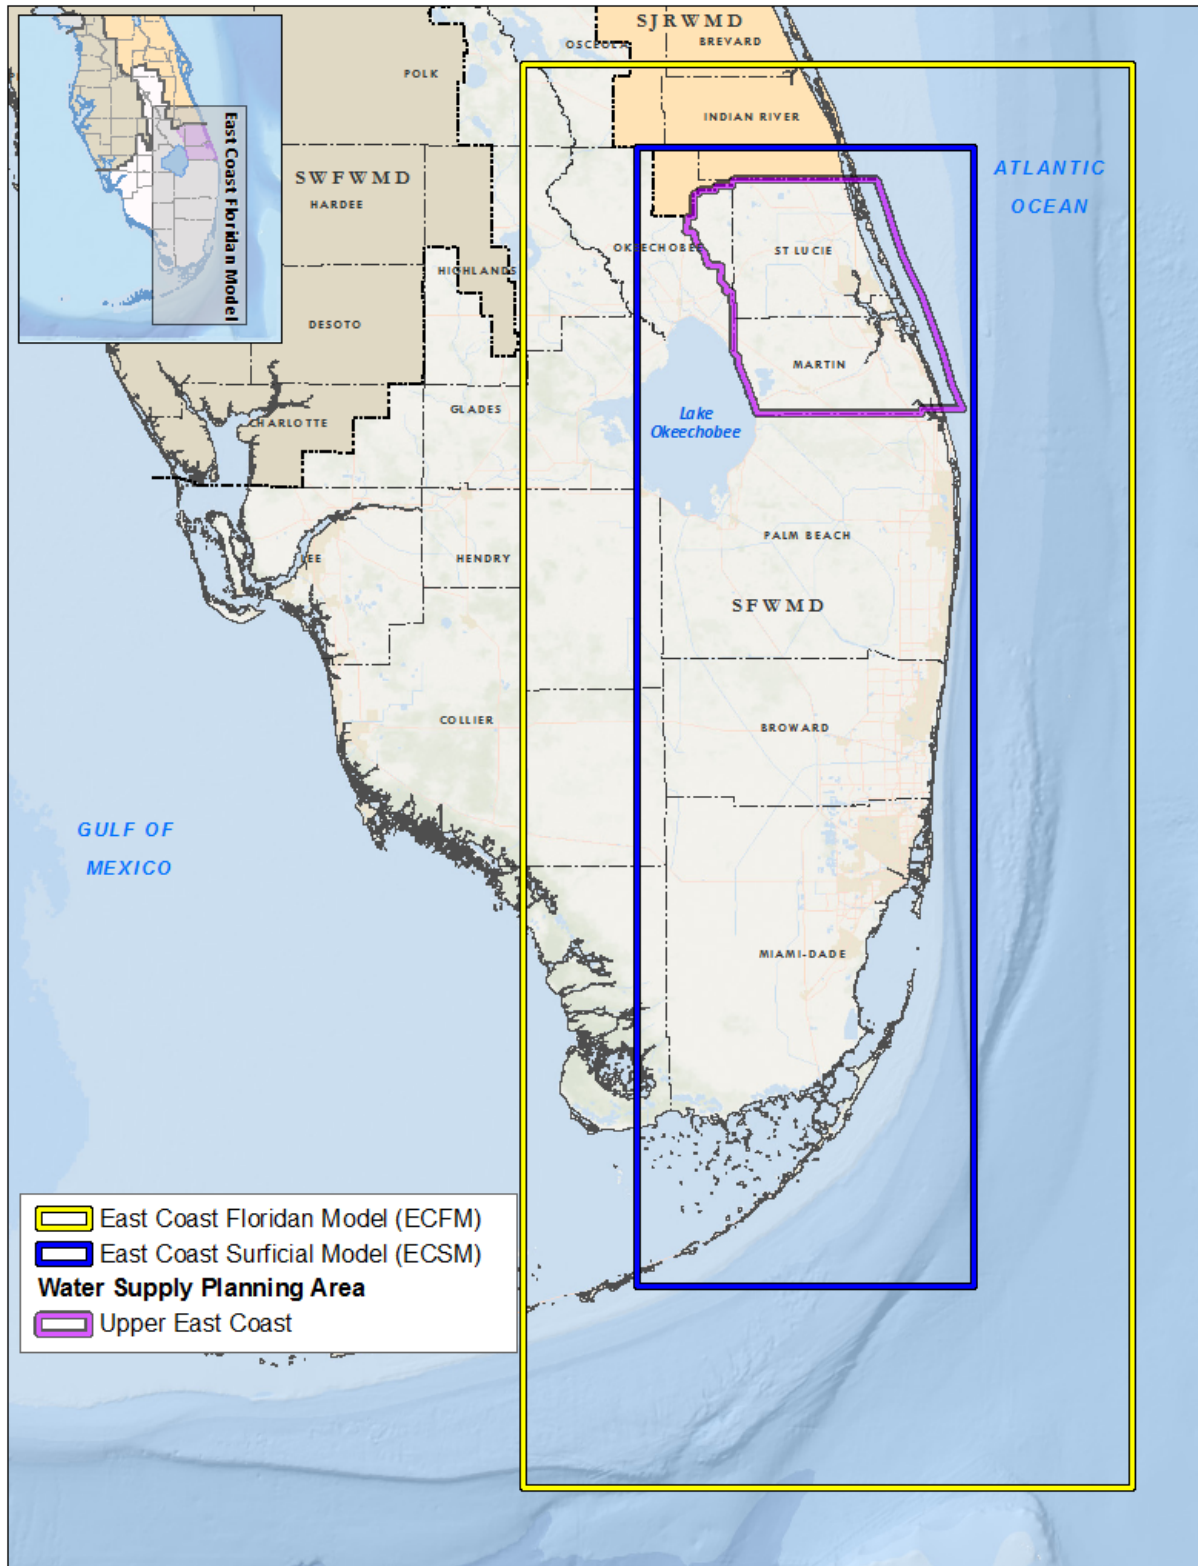 SJRWMD
OSCEOLA
BREVARD
POLK
East Coast Floridan Model
INDIAN RIVER
ATLANTIC
OCEAN
SWFWMD
HARDEE
OKEECHOBEE
ST LUCIE
HIGHLANDS
DESOTO
MARTIN
GLADES
Lake
Okeechobee
CHARLOTTE
PALM BEACH
LEE
HENDRY
SFWMD
COLLIER
BROWARD
GULF OF
MEXICO
MIAMI-DADE
East Coast Floridan Model (ECFM)
East Coast Surficial Model (ECSM)
Water Supply Planning Area
Upper East Coast